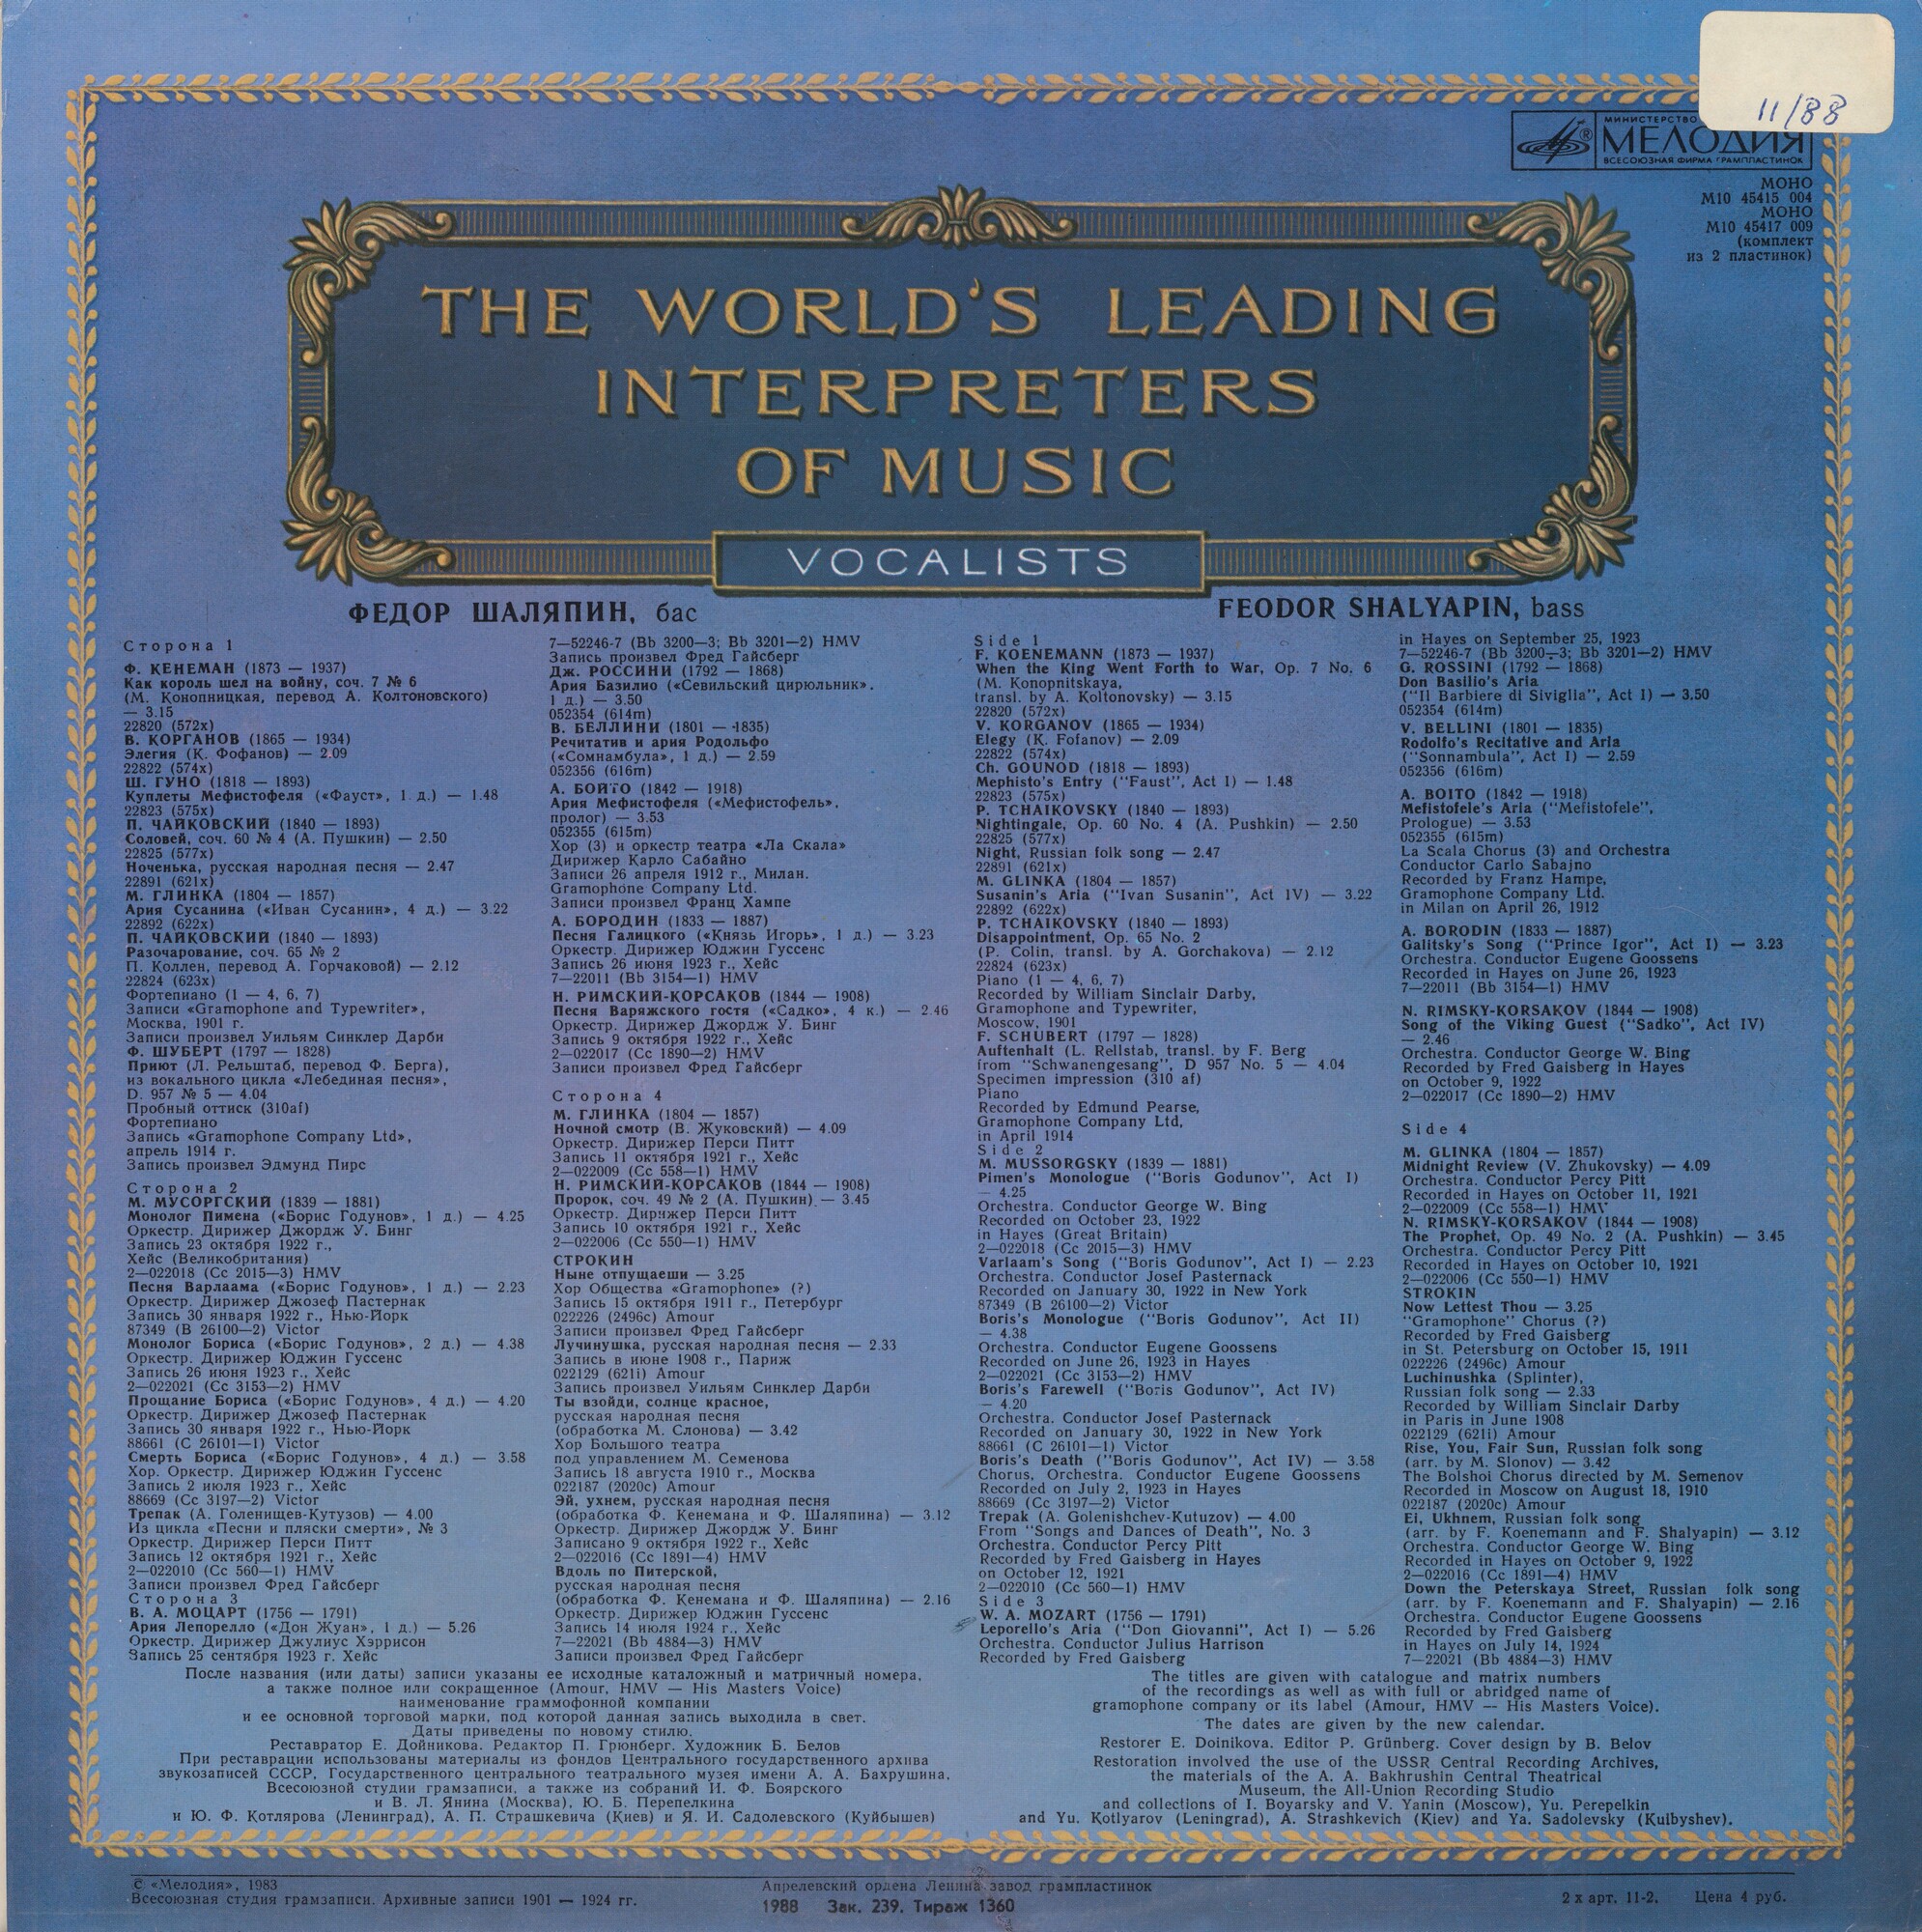 11/88
МИНИСТЕРСТВО
МЕЛОДИЯ
ВСЕСОЮЗНАЯ ФИРМА ГРАМПЛАСТИНОК
МОНО
М10 45415 004
МОНО
М10 45417 009
(комплект
из 2 пластинок)
THE WORLD'S LEADING
INTERPRETERS
OF MUSIC
VOCALISTS
ФЕДОР ШАЛЯПИН, бас
Сторона 1
Ф. КЕНЕМАН (1873 — 1937)
Как король шел на войну, соч. 7 № 6
(М. Конопницкая, перевод А. Колтоновского)
— 3.15
22820 (572x)
В. КОРГАНОВ (1865 — 1934)
Элегия (К. Фофанов) — 2.09
22822 (574x)
Ш. ГУНО (1818 — 1893)
Куплеты Мефистофеля («Фауст», 1 д.) — 1.48
22823 (575x)
П. ЧАЙКОВСКИЙ (1840 — 1893)
Соловей, соч. 60 № 4 (А. Пушкин) — 2.50
22825 (577x)
Ноченька, русская народная песня — 2.47
22891 (621x)
М. ГЛИНКА (1804 — 1857)
Ария Сусанина («Иван Сусанин», 4 д.) — 3.22
22892 (622x)
П. ЧАЙКОВСКИЙ (1840 — 1893)
Разочарование, соч. 65 № 2
П. Коллен, перевод А. Горчаковой) — 2.12
22824 (623x)
Фортепиано (1 — 4, 6, 7)
Записи «Gramophone and Typewriter»,
Москва, 1901 г.
Записи произвел Уильям Синклер Дарби
Ф. ШУБЕРТ (1797 — 1828)
Приют (Л. Рельштаб, перевод Ф. Берга),
из вокального цикла «Лебединая песня»,
D. 957 № 5 — 4.04
Пробный оттиск (310af)
Фортепиано
Запись «Gramophone Company Ltd»,
апрель 1914 г.
Запись произвел Эдмунд Пирс
Сторона 2
М. МУСОРГСКИЙ (1839 — 1881)
Монолог Пимена («Борис Годунов», 1 д.) — 4.25
Оркестр. Дирижер Джордж У. Бинг
Запись 23 октября 1922 г.,
Хейс (Великобритания)
2—022018 (Cc 2015—3) HMV
Песня Варлаама («Борис Годунов», 1 д.) — 2.23
Оркестр. Дирижер Джозеф Пастернак
Запись 30 января 1922 г., Нью-Йорк
87349 (B 26100—2) Victor
Монолог Бориса («Борис Годунов», 2 д.) — 4.38
Оркестр. Дирижер Юджин Гуссенс
Запись 26 июня 1923 г., Хейс
2—022021 (Cc 3153—2) HMV
Прощание Бориса («Борис Годунов», 4 д.) — 4.20
Оркестр. Дирижер Джозеф Пастернак
Запись 30 января 1922 г., Нью-Йорк
88661 (C 26101—1) Victor
Смерть Бориса («Борис Годунов», 4 д.) — 3.58
Хор. Оркестр. Дирижер Юджин Гуссенс
Запись 2 июля 1923 г., Хейс
88669 (Cc 3197—2) Victor
Трепак (А. Голенищев-Кутузов) — 4.00
Из цикла «Песни и пляски смерти», № 3
Оркестр. Дирижер Перси Питт
Запись 12 октября 1921 г., Хейс
2—022010 (Cc 560—1) HMV
Записи произвел Фред Гайсберг
Сторона 3
В. А. МОЦАРТ (1756 — 1791)
Ария Лепорелло («Дон Жуан», 1 д.) — 5.26
Оркестр. Дирижер Джулиус Хэррисон
Запись 25 сентября 1923 г. Хейс
7—52246-7 (Bb 3200—3; Bb 3201—2) HMV
Запись произвел Фред Гайсберг
Дж. РОССИНИ (1792 — 1868)
Ария Базилио («Севильский цирюльник»,
1 д.) — 3.50
052354 (614m)
В. БЕЛЛИНИ (1801 — 1835)
Речитатив и ария Родольфо
(«Сомнамбула», 1 д.) — 2.59
052356 (616m)
А. БОЙТО (1842 — 1918)
Ария Мефистофеля («Мефистофель»,
пролог) — 3.53
052355 (615m)
Хор (3) и оркестр театра «Ла Скала»
Дирижер Карло Сабайно
Записи 26 апреля 1912 г., Милан.
Gramophone Company Ltd.
Записи произвел Франц Хампе
А. БОРОДИН (1833 — 1887)
Песня Галицкого («Князь Игорь», 1 д.) — 3.23
Оркестр. Дирижер Юджин Гуссенс
Запись 26 июня 1923 г., Хейс
7—22011 (Bb 3154—1) HMV
Н. РИМСКИЙ-КОРСАКОВ (1844 — 1908)
Песня Варяжского гостя («Садко», 4 к.) — 2.46
Оркестр. Дирижер Джордж У. Бинг
Запись 9 октября 1922 г., Хейс
2—022017 (Cc 1890—2) HMV
Записи произвел Фред Гайсберг
Сторона 4
М. ГЛИНКА (1804 — 1857)
Ночной смотр (В. Жуковский) — 4.09
Оркестр. Дирижер Перси Питт
Запись 11 октября 1921 г., Хейс
2—022009 (Cc 558—1) HMV
Н. РИМСКИЙ-КОРСАКОВ (1844 — 1908)
Пророк, соч. 49 № 2 (А. Пушкин) — 3.45
Оркестр. Дирижер Перси Питт
Запись 10 октября 1921 г., Хейс
2—022006 (Cc 550—1) HMV
СТРОКИН
Ныне отпущаеши — 3.25
Хор Общества «Gramophone» (?)
Запись 15 октября 1911 г., Петербург
022226 (2496c) Amour
Записи произвел Фред Гайсберг
Лучинушка, русская народная песня — 2.33
Запись в июне 1908 г., Париж
022129 (621i) Amour
Запись произвел Уильям Синклер Дарби
Ты взойди, солнце красное,
русская народная песня
(обработка М. Слонова) — 3.42
Хор Большого театра
под управлением М. Семенова
Запись 18 августа 1910 г., Москва
022187 (2020c) Amour
Эй, ухнем, русская народная песня
(обработка Ф. Кенемана и Ф. Шаляпина) — 3.12
Оркестр. Дирижер Джордж У. Бинг
Записано 9 октября 1922 г., Хейс
2—022016 (Cc 1891—4) HMV
Вдоль по Питерской,
русская народная песня
(обработка Ф. Кенемана и Ф. Шаляпина) — 2.16
Оркестр. Дирижер Юджин Гуссенс
Запись 14 июля 1924 г., Хейс
7—22021 (Bb 4884—3) HMV
Записи произвел Фред Гайсберг
После названия (или даты) записи указаны ее исходные каталожный и матричный номера,
а также полное или сокращенное (Amour, HMV — His Masters Voice)
наименование граммофонной компании
и ее основной торговой марки, под которой данная запись выходила в свет.
Даты приведены по новому стилю.
Реставратор Е. Дойникова. Редактор П. Грюнберг. Художник Б. Белов
При реставрации использованы материалы из фондов Центрального государственного архива
звукозаписей СССР, Государственного центрального театрального музея имени А. А. Бахрушина,
Всесоюзной студии грамзаписи, а также из собраний И. Ф. Боярского
и В. Л. Янина (Москва), Ю. Б. Перепелкина
и Ю. Ф. Котлярова (Ленинград), А. П. Страшкевича (Киев) и Я. И. Садолевского (Куйбышев)
FEODOR SHALYAPIN, bass
Side 1
F. KOENEMANN (1873 — 1937)
When the King Went Forth to War, Op. 7 No. 6
(M. Konopnitskaya,
transl. by A. Koltonovsky) — 3.15
22820 (572x)
V. KORGANOV (1865 — 1934)
Elegy (K. Fofanov) — 2.09
22822 (574x)
Ch. GOUNOD (1818 — 1893)
Mephisto's Entry ("Faust", Act I) — 1.48
22823 (575x)
P. TCHAIKOVSKY (1840 — 1893)
Nightingale, Op. 60 No. 4 (A. Pushkin) — 2.50
22825 (577x)
Night, Russian folk song — 2.47
22891 (621x)
M. GLINKA (1804 — 1857)
Susanin's Aria ("Ivan Susanin", Act IV) — 3.22
22892 (622x)
P. TCHAIKOVSKY (1840 — 1893)
Disappointment, Op. 65 No. 2
(P. Colin, transl. by A. Gorchakova) — 2.12
22824 (623x)
Piano (1 — 4, 6, 7)
Recorded by William Sinclair Darby,
Gramophone and Typewriter,
Moscow, 1901
F. SCHUBERT (1797 — 1828)
Auftenhalt (L. Rellstab, transl. by F. Berg
from "Schwanengesang", D 957 No. 5 — 4.04
Specimen impression (310 af)
Piano
Recorded by Edmund Pearse,
Gramophone Company Ltd,
in April 1914
Side 2
M. MUSSORGSKY (1839 — 1881)
Pimen's Monologue ("Boris Godunov", Act I)
— 4.25
Orchestra. Conductor George W. Bing
Recorded on October 23, 1922
in Hayes (Great Britain)
2—022018 (Cc 2015—3) HMV
Varlaam's Song ("Boris Godunov", Act I) — 2.23
Orchestra. Conductor Josef Pasternack
Recorded on January 30, 1922 in New York
87349 (B 26100—2) Victor
Boris's Monologue ("Boris Godunov", Act II)
— 4.38
Orchestra. Conductor Eugene Goossens
Recorded on June 26, 1923 in Hayes
2—022021 (Cc 3153—2) HMV
Boris's Farewell ("Boris Godunov", Act IV)
— 4.20
Orchestra. Conductor Josef Pasternack
Recorded on January 30, 1922 in New York
88661 (C 26101—1) Victor
Boris's Death ("Boris Godunov", Act IV) — 3.58
Chorus, Orchestra. Conductor Eugene Goossens
Recorded on July 2, 1923 in Hayes
88669 (Cc 3197—2) Victor
Trepak (A. Golenishchev-Kutuzov) — 4.00
From "Songs and Dances of Death", No. 3
Orchestra. Conductor Percy Pitt
Recorded by Fred Gaisberg in Hayes
on October 12, 1921
2—022010 (Cc 560—1) HMV
Side 3
W. A. MOZART (1756 — 1791)
Leporello's Aria ("Don Giovanni", Act I) — 5.26
Orchestra. Conductor Julius Harrison
Recorded by Fred Gaisberg
in Hayes on September 25, 1923
7—52246-7 (Bb 3200—3; Bb 3201—2) HMV
G. ROSSINI (1792 — 1868)
Don Basilio's Aria
("Il Barbiere di Siviglia", Act I) — 3.50
052354 (614m)
V. BELLINI (1801 — 1835)
Rodolfo's Recitative and Aria
("Sonnambula", Act I) — 2.59
052356 (616m)
A. BOITO (1842 — 1918)
Mefistofele's Aria ("Mefistofele",
Prologue) — 3.53
052355 (615m)
La Scala Chorus (3) and Orchestra
Conductor Carlo Sabajno
Recorded by Franz Hampe,
Gramophone Company Ltd.
in Milan on April 26, 1912
A. BORODIN (1833 — 1887)
Galitsky's Song ("Prince Igor", Act I) — 3.23
Orchestra. Conductor Eugene Goossens
Recorded in Hayes on June 26, 1923
7—22011 (Bb 3154—1) HMV
N. RIMSKY-KORSAKOV (1844 — 1908)
Song of the Viking Guest ("Sadko", Act IV)
— 2.46
Orchestra. Conductor George W. Bing
Recorded by Fred Gaisberg in Hayes
on October 9, 1922
2—022017 (Cc 1890—2) HMV
Side 4
M. GLINKA (1804 — 1857)
Midnight Review (V. Zhukovsky) — 4.09
Orchestra. Conductor Percy Pitt
Recorded in Hayes on October 11, 1921
2—022009 (Cc 558—1) HMV
N. RIMSKY-KORSAKOV (1844 — 1908)
The Prophet, Op. 49 No. 2 (A. Pushkin) — 3.45
Orchestra. Conductor Percy Pitt
Recorded in Hayes on October 10, 1921
2—022006 (Cc 550—1) HMV
STROKIN
Now Lettest Thou — 3.25
"Gramophone" Chorus (?)
Recorded by Fred Gaisberg
in St. Petersburg on October 15, 1911
022226 (2496c) Amour
Luchinushka (Splinter),
Russian folk song — 2.33
Recorded by William Sinclair Darby
in Paris in June 1908
022129 (621i) Amour
Rise, You, Fair Sun, Russian folk song
(arr. by M. Slonov) — 3.42
The Bolshoi Chorus directed by M. Semenov
Recorded in Moscow on August 18, 1910
022187 (2020c) Amour
Ei, Ukhnem, Russian folk song
(arr. by F. Koenemann and F. Shalyapin) — 3.12
Orchestra. Conductor George W. Bing
Recorded in Hayes on October 9, 1922
2—022016 (Cc 1891—4) HMV
Down the Peterskaya Street, Russian folk song
(arr. by F. Koenemann and F. Shalyapin) — 2.16
Orchestra. Conductor Eugene Goossens
Recorded by Fred Gaisberg
in Hayes on July 14, 1924
7—22021 (Bb 4884—3) HMV
The titles are given with catalogue and matrix numbers
of the recordings as well as with full or abridged name of
gramophone company or its label (Amour, HMV — His Masters Voice).
The dates are given by the new calendar.
Restorer E. Doinikova. Editor P. Grünberg. Cover design by B. Belov
Restoration involved the use of the USSR Central Recording Archives,
the materials of the A. A. Bakhrushin Central Theatrical
Museum, the All-Union Recording Studio
and collections of I. Boyarsky and V. Yanin (Moscow), Yu. Perepelkin
and Yu. Kotlyarov (Leningrad), A. Strashkevich (Kiev) and Ya. Sadolevsky (Kuibyshev).
© «Мелодия», 1983
Всесоюзная студия грамзаписи. Архивные записи 1901 — 1924 гг.
Апрелевский ордена Ленина завод грампластинок
1988 Зак. 239. Тираж 1360
2 х арт. 11-2. Цена 4 руб.